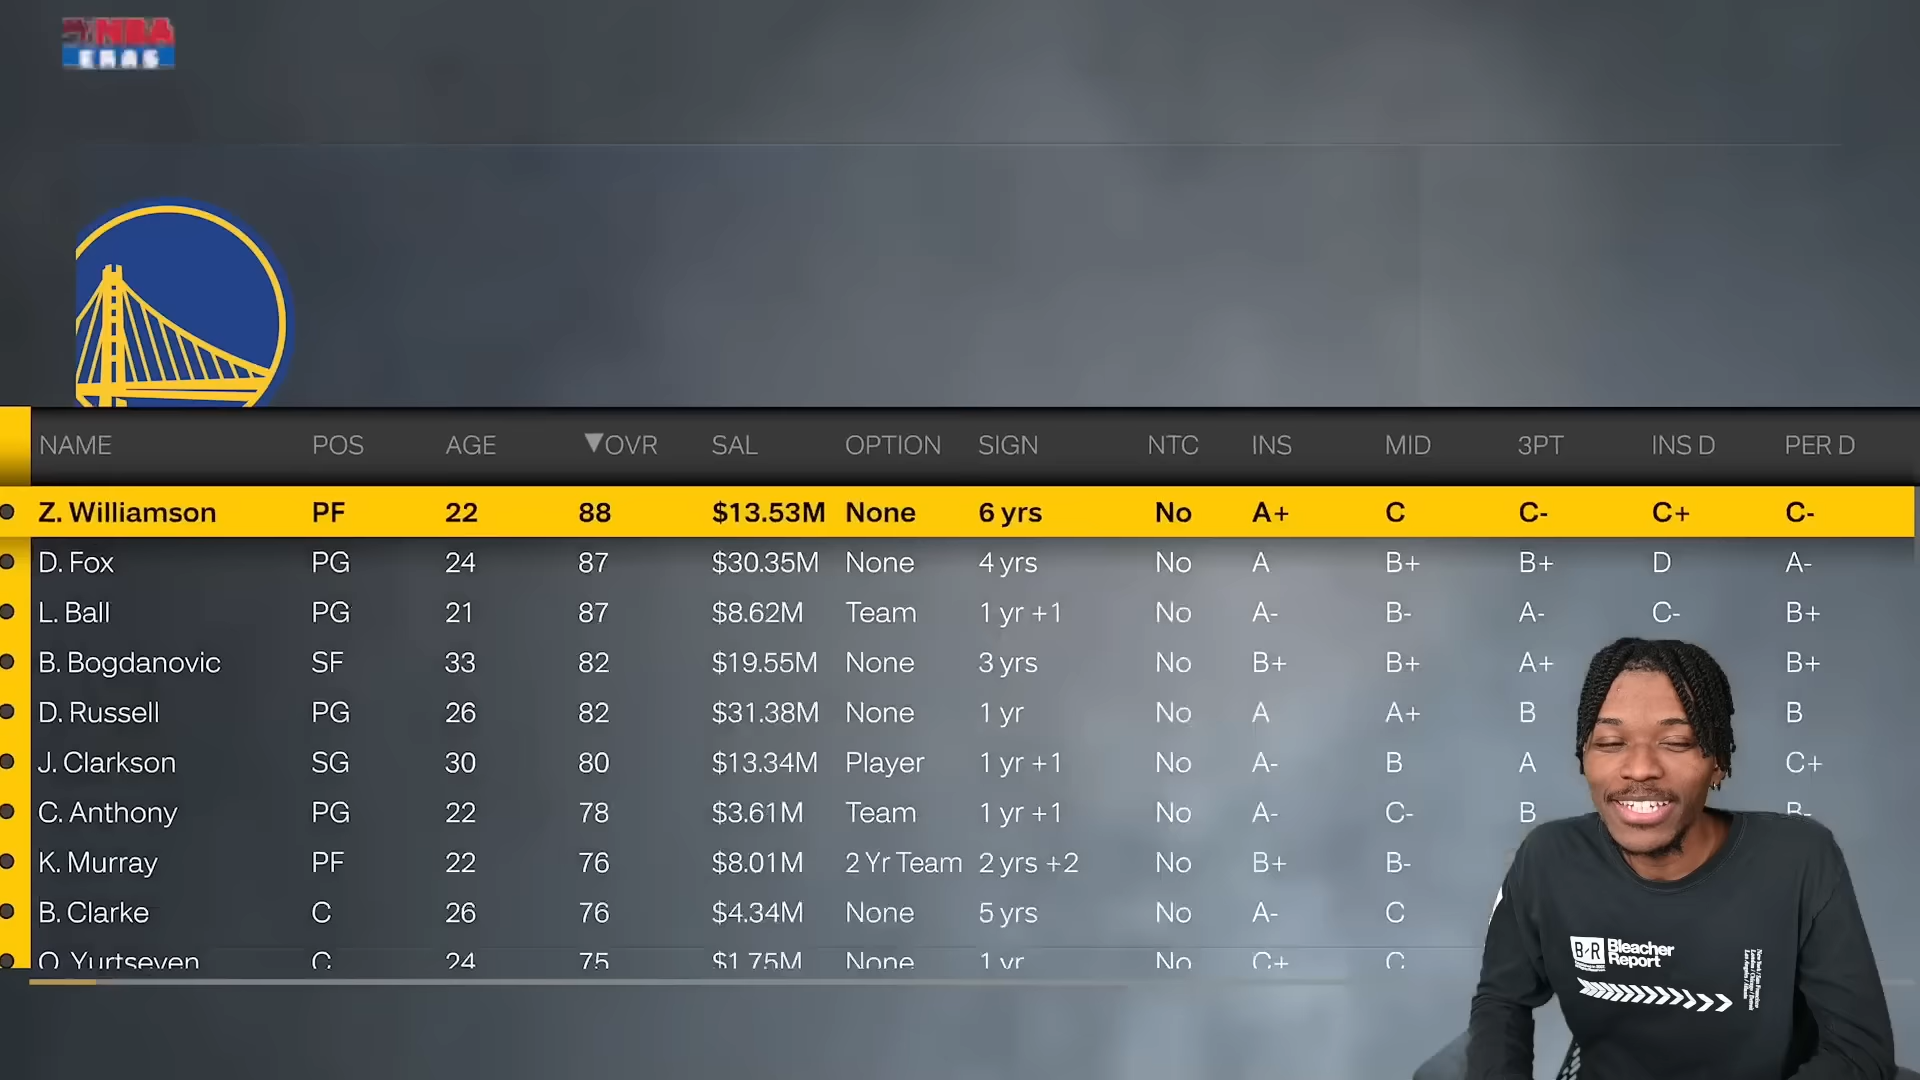 NBA
ERAS
NAME POS AGE ▼OVR SAL OPTION SIGN NTC INS MID 3PT INS D PER D
Z. Williamson PF 22 88 $13.53M None 6 yrs No A+ C C- C+ C-
D. Fox PG 24 87 $30.35M None 4 yrs No A B+ B+ D A-
L. Ball PG 21 87 $8.62M Team 1 yr +1 No A- B- A- C- B+
B. Bogdanovic SF 33 82 $19.55M None 3 yrs No B+ B+ A+ B+
D. Russell PG 26 82 $31.38M None 1 yr No A A+ B B
J. Clarkson SG 30 80 $13.34M Player 1 yr +1 No A- B A C+
C. Anthony PG 22 78 $3.61M Team 1 yr +1 No A- C- B B-
K. Murray PF 22 76 $8.01M 2 Yr Team 2 yrs +2 No B+ B-
B. Clarke C 26 76 $4.34M None 5 yrs No A- C
O. Yurtseven C 24 75 $1.75M None 1 yr No C+ C
B/R Bleacher
Report